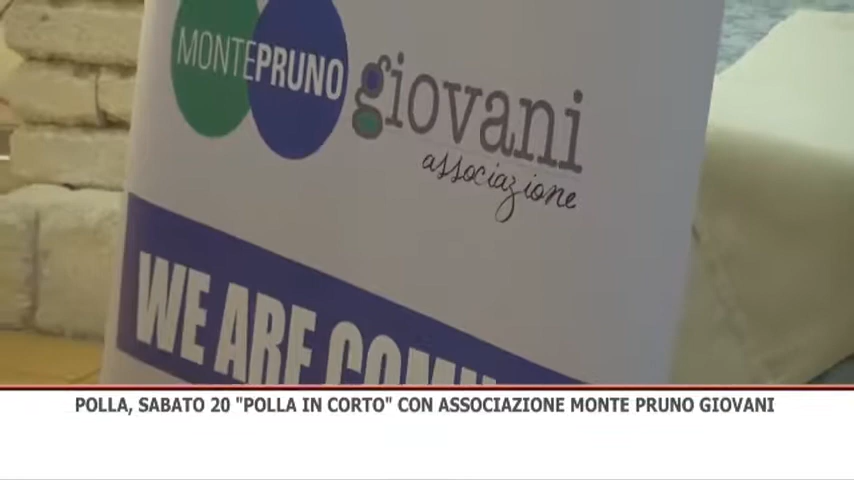 MONTEPRUNO
giovani
associazione
WE ARE
POLLA, SABATO 20 "POLLA IN CORTO" CON ASSOCIAZIONE MONTE PRUNO GIOVANI